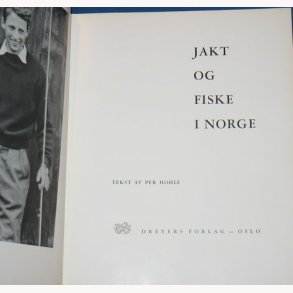 JAKT
OG
FISKE
I NORGE
TEKST AV PER HOHLE
DREYERS FORLAG — OSLO